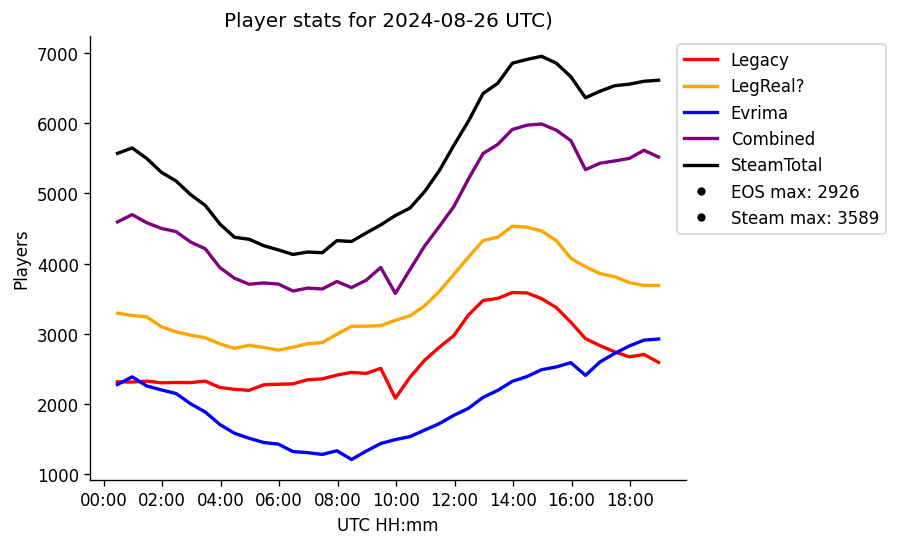 Player stats for 2024-08-26 UTC)
7000
6000
5000
4000
3000
2000
1000
Players
00:00 02:00 04:00 06:00 08:00 10:00 12:00 14:00 16:00 18:00
UTC HH:mm
Legacy
LegReal?
Evrima
Combined
SteamTotal
EOS max: 2926
Steam max: 3589